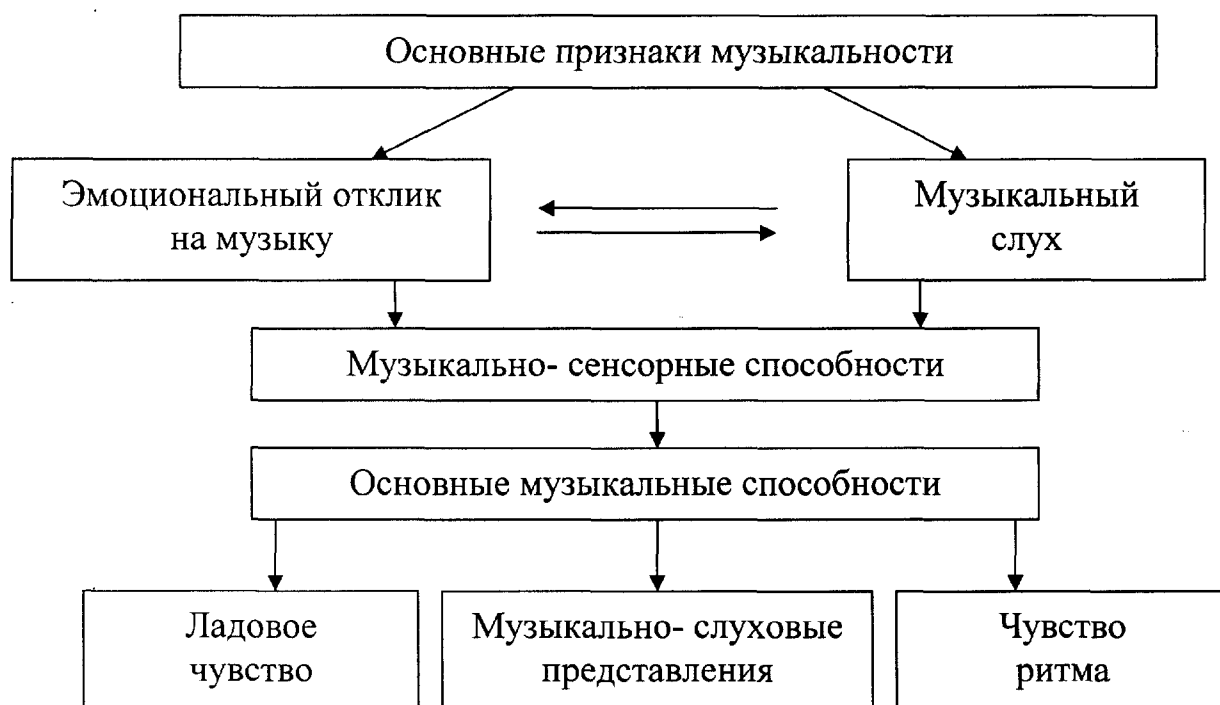 Основные признаки музыкальности
Эмоциональный отклик
на музыку
Музыкальный
слух
Музыкально- сенсорные способности
Основные музыкальные способности
Ладовое
чувство
Музыкально- слуховые
представления
Чувство
ритма